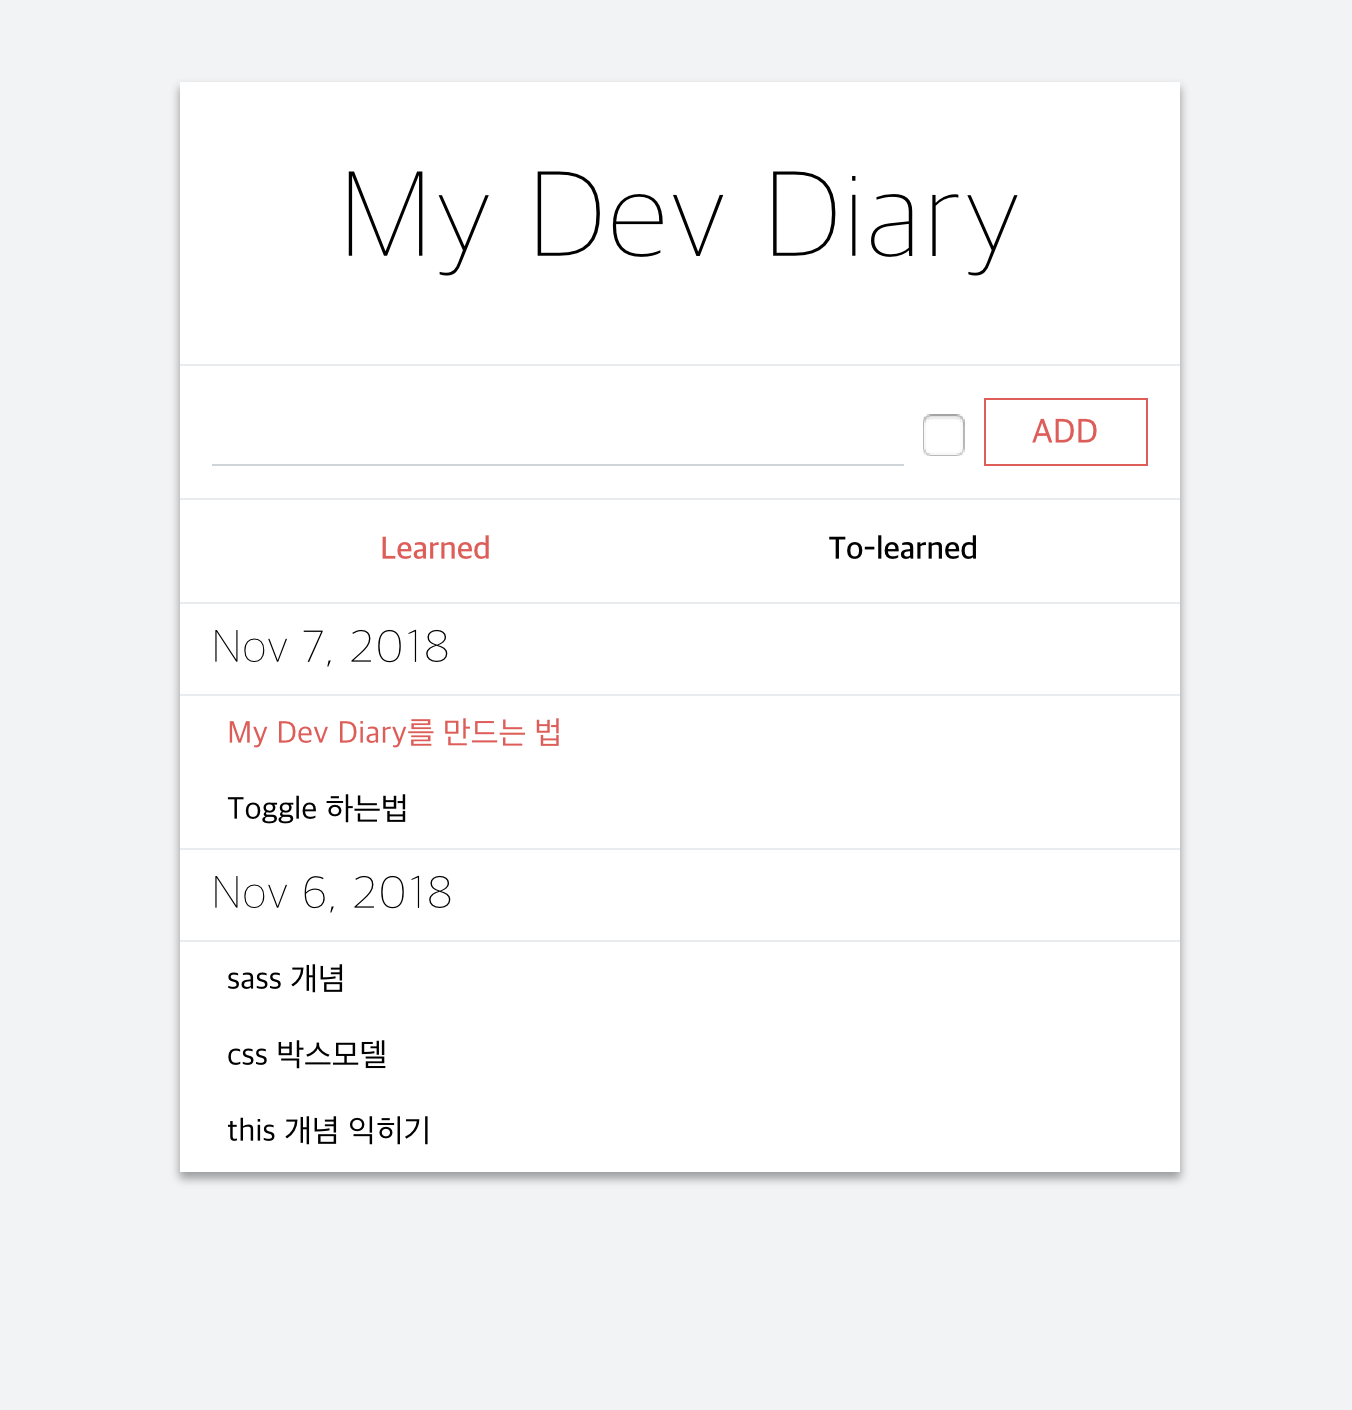 My Dev Diary
ADD
Learned To-learned
Nov 7, 2018
My Dev Diary를 만드는 법
Toggle 하는법
Nov 6, 2018
sass 개념
css 박스모델
this 개념 익히기